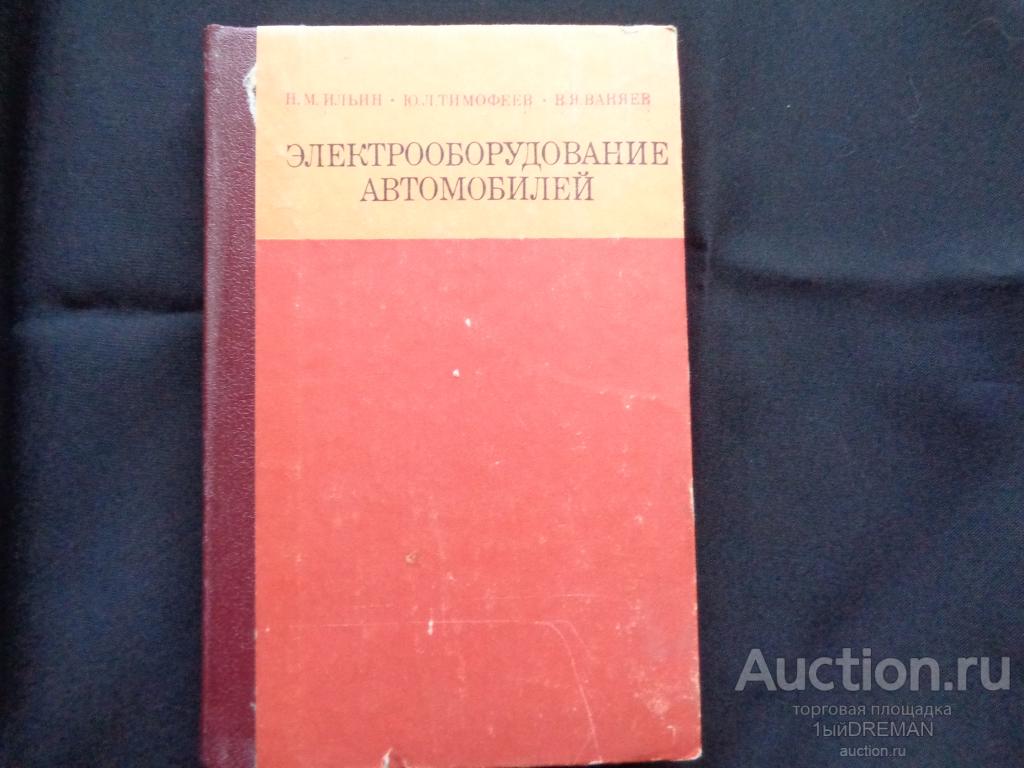 Н. М. ИЛЬИН · Ю. Л. ТИМОФЕЕВ · В. Я. ВАНЯЕВ
ЭЛЕКТРООБОРУДОВАНИЕ
АВТОМОБИЛЕЙ
Auction.ru
торговая площадка
1ыйDREMAN
auction.ru